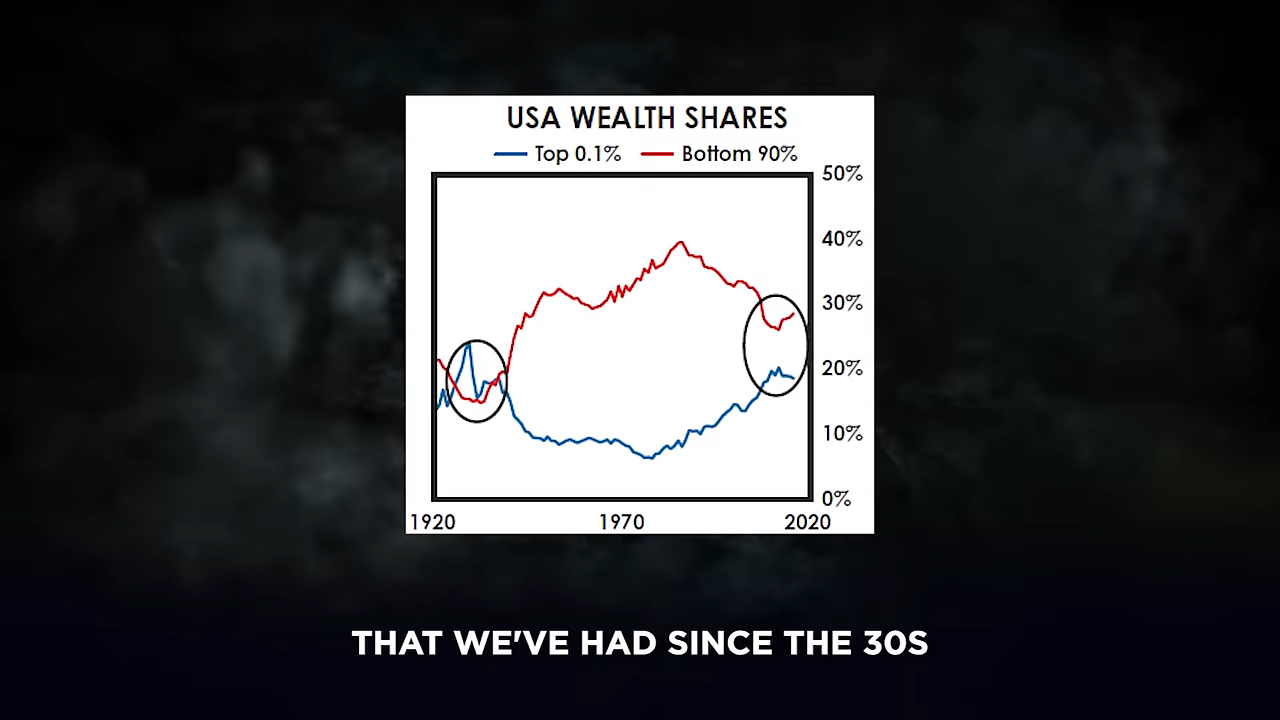 USA WEALTH SHARES
Top 0.1% Bottom 90%
50%
40%
30%
20%
10%
0%
1920 1970 2020
THAT WE'VE HAD SINCE THE 30S